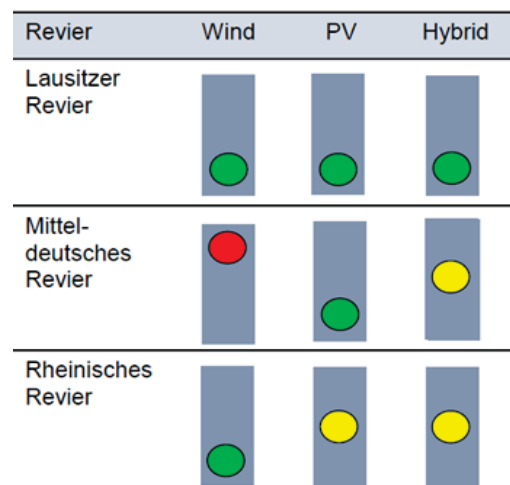 Revier Wind PV Hybrid
Lausitzer
Revier
Mittel-
deutsches
Revier
Rheinisches
Revier